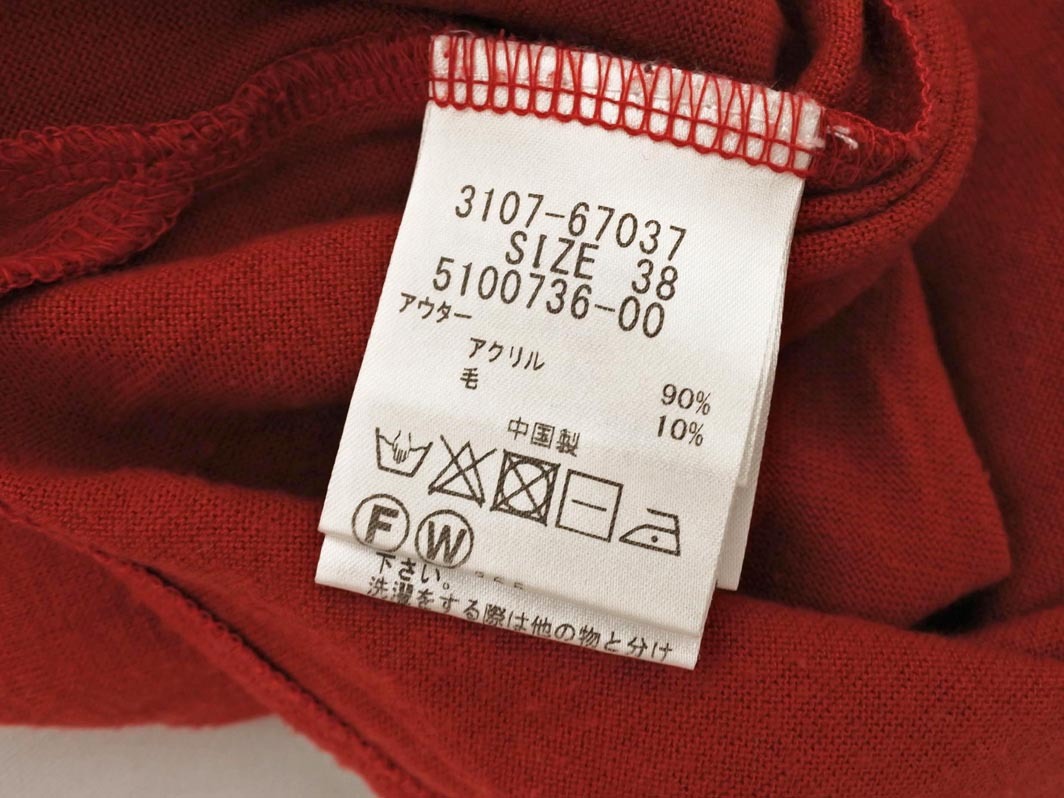 3107-67037
SIZE 38
5100736-00
アウター
アクリル 90%
毛 10%
中国製
F W
下さい。
洗濯をする際は他の物と分け